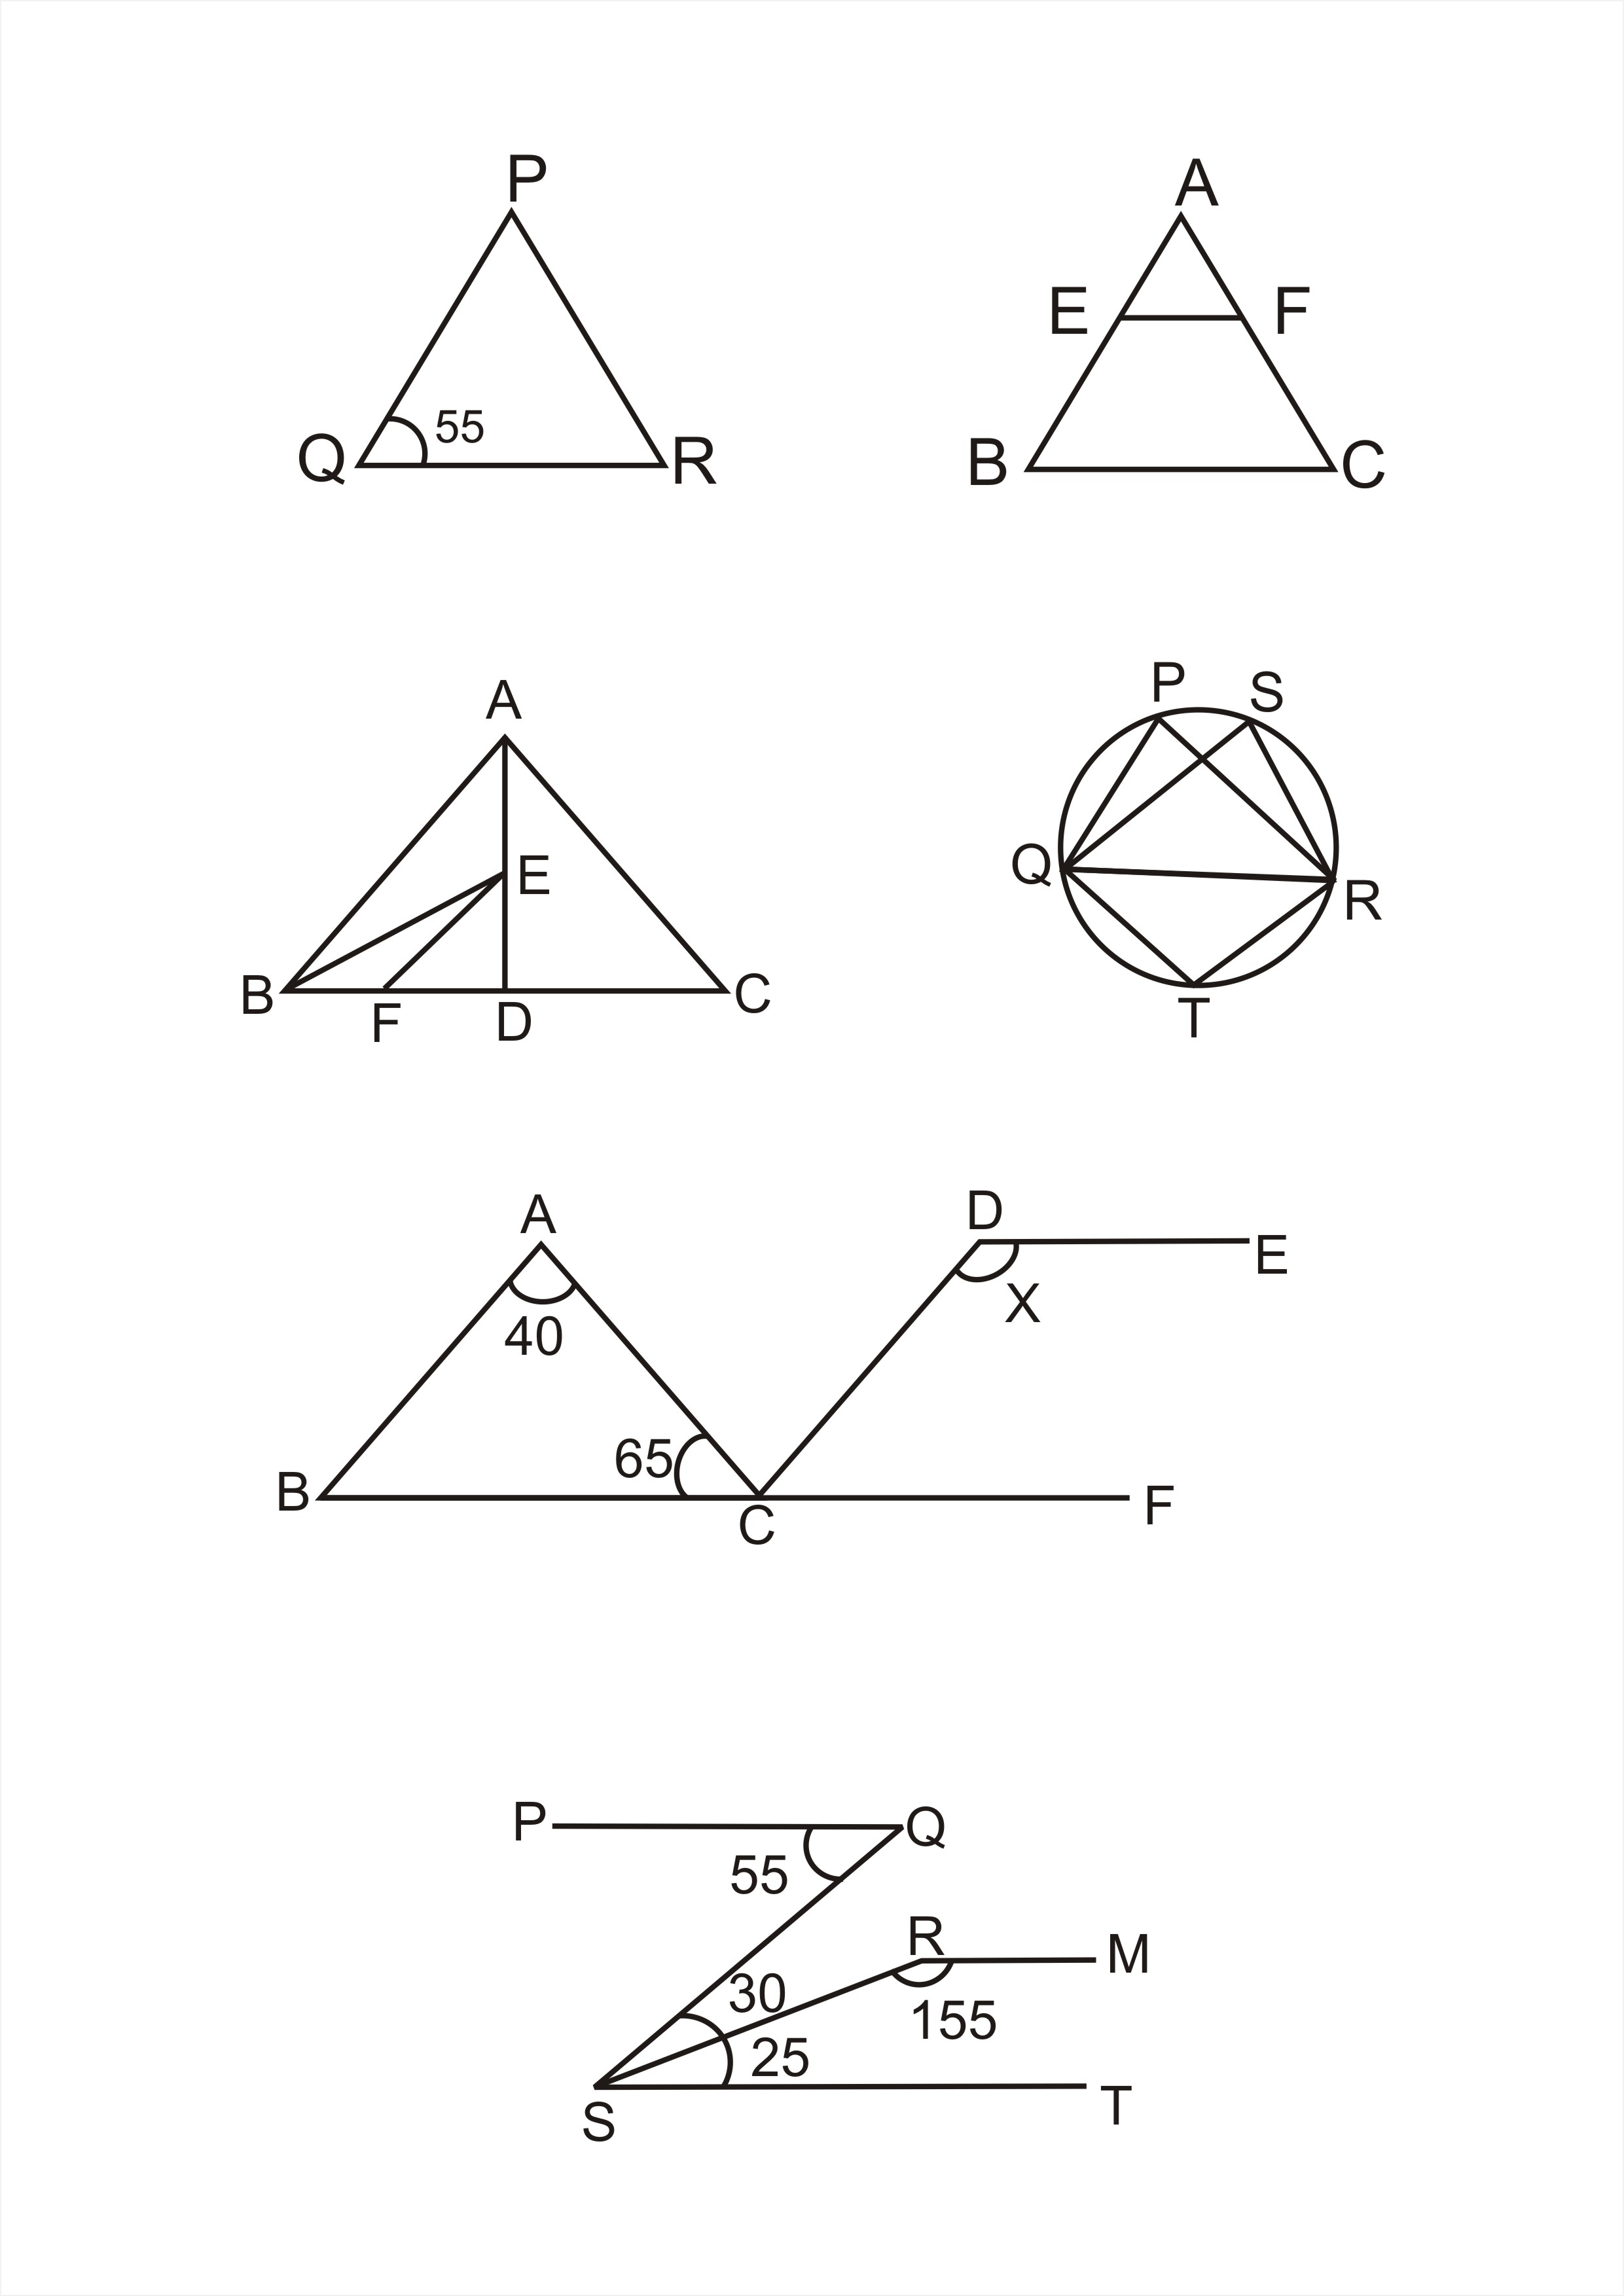 P
A
E F
55
Q R
B C
P S
A
E
Q
R
B C
F D
T
A
D
E
X
40
65
B
F
C
P Q
55
R
M
30
155
25
T
S